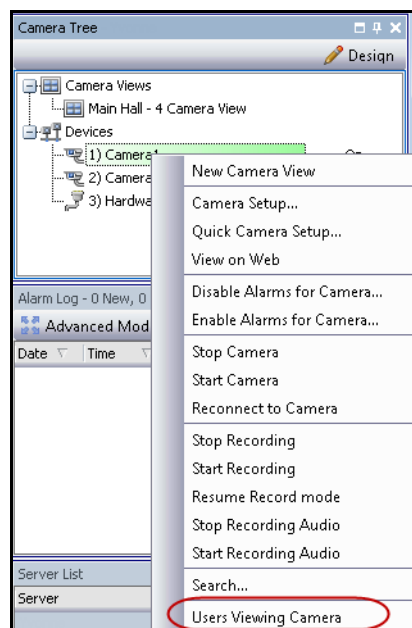 Camera Tree
Design
Camera Views
Main Hall - 4 Camera View
Devices
1) Camera1
2) Camera
3) Hardwa
New Camera View
Camera Setup...
Quick Camera Setup...
View on Web
Disable Alarms for Camera...
Enable Alarms for Camera...
Stop Camera
Start Camera
Reconnect to Camera
Stop Recording
Start Recording
Resume Record mode
Stop Recording Audio
Start Recording Audio
Search...
Users Viewing Camera
Alarm Log - 0 New, 0
Advanced Mod
Date Time
Server List
Server